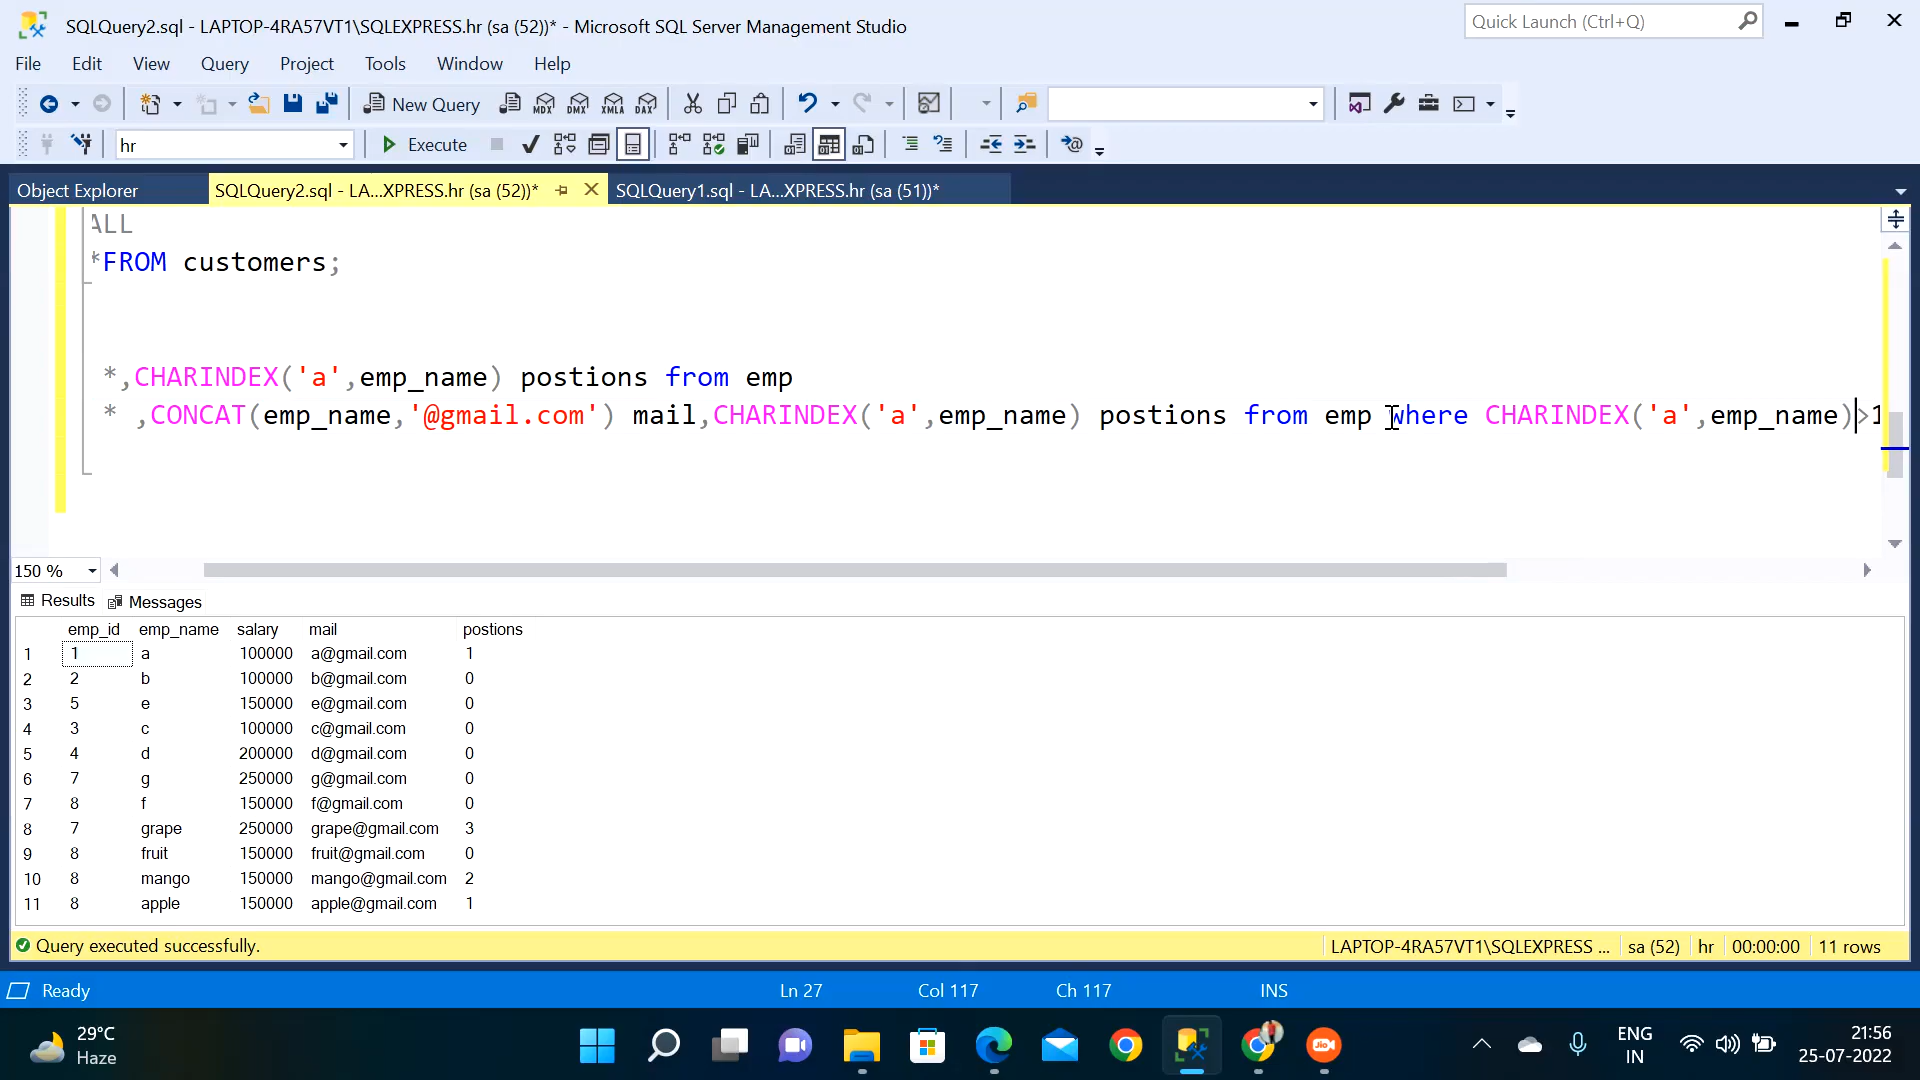 SQLQuery2.sql - LAPTOP-4RA57VT1\SQLEXPRESS.hr (sa (52))* - Microsoft SQL Server Management Studio
Quick Launch (Ctrl+Q)
File Edit View Query Project Tools Window Help
New Query
MDX DMX XMLA DAX
hr
Execute
Object Explorer
SQLQuery2.sql - LA...XPRESS.hr (sa (52))*
SQLQuery1.sql - LA...XPRESS.hr (sa (51))*
ALL
*FROM customers;
*,CHARINDEX('a',emp_name) postions from emp
* ,CONCAT(emp_name,'@gmail.com') mail,CHARINDEX('a',emp_name) postions from emp where CHARINDEX('a',emp_name)>1
150 %
Results Messages
emp_id emp_name salary mail postions
1 1 a 100000 a@gmail.com 1
2 2 b 100000 b@gmail.com 0
3 5 e 150000 e@gmail.com 0
4 3 c 100000 c@gmail.com 0
5 4 d 200000 d@gmail.com 0
6 7 g 250000 g@gmail.com 0
7 8 f 150000 f@gmail.com 0
8 7 grape 250000 grape@gmail.com 3
9 8 fruit 150000 fruit@gmail.com 0
10 8 mango 150000 mango@gmail.com 2
11 8 apple 150000 apple@gmail.com 1
Query executed successfully.
LAPTOP-4RA57VT1\SQLEXPRESS ... sa (52) hr 00:00:00 11 rows
Ready Ln 27 Col 117 Ch 117 INS
29°C
Haze
Jio
ENG
IN
21:56
25-07-2022